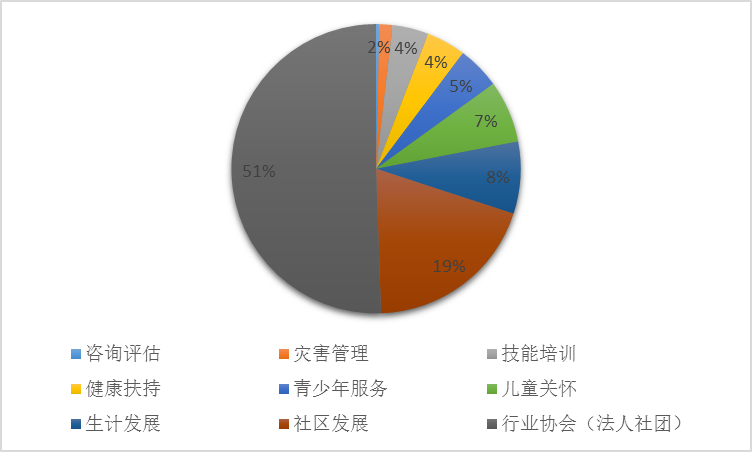 2%
4%
4%
5%
7%
8%
19%
51%
咨询评估 灾害管理 技能培训
健康扶持 青少年服务 儿童关怀
生计发展 社区发展 行业协会（法人社团）